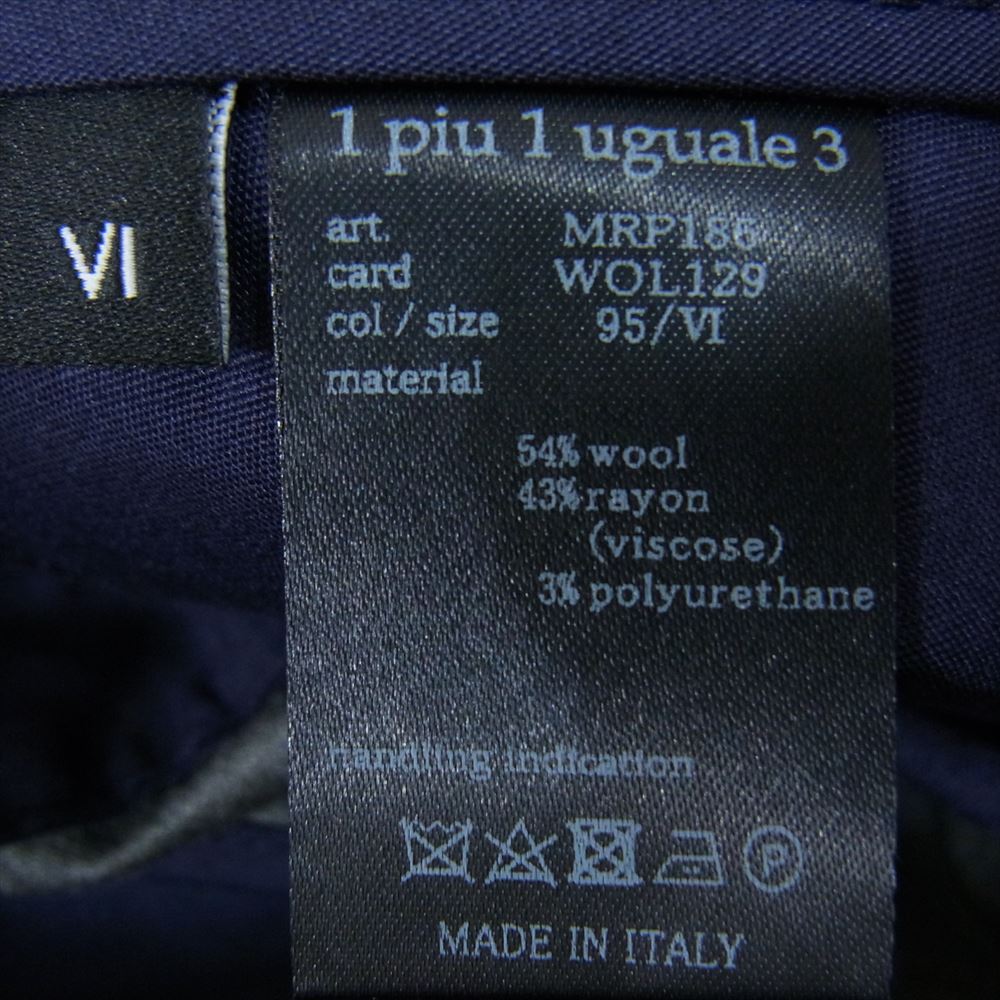 VI
1 piu 1 uguale 3
art. MRP186
card WOL129
col / size 95/VI
material
54% wool
43% rayon
(viscose)
3% polyurethane
handling indication
P
MADE IN ITALY